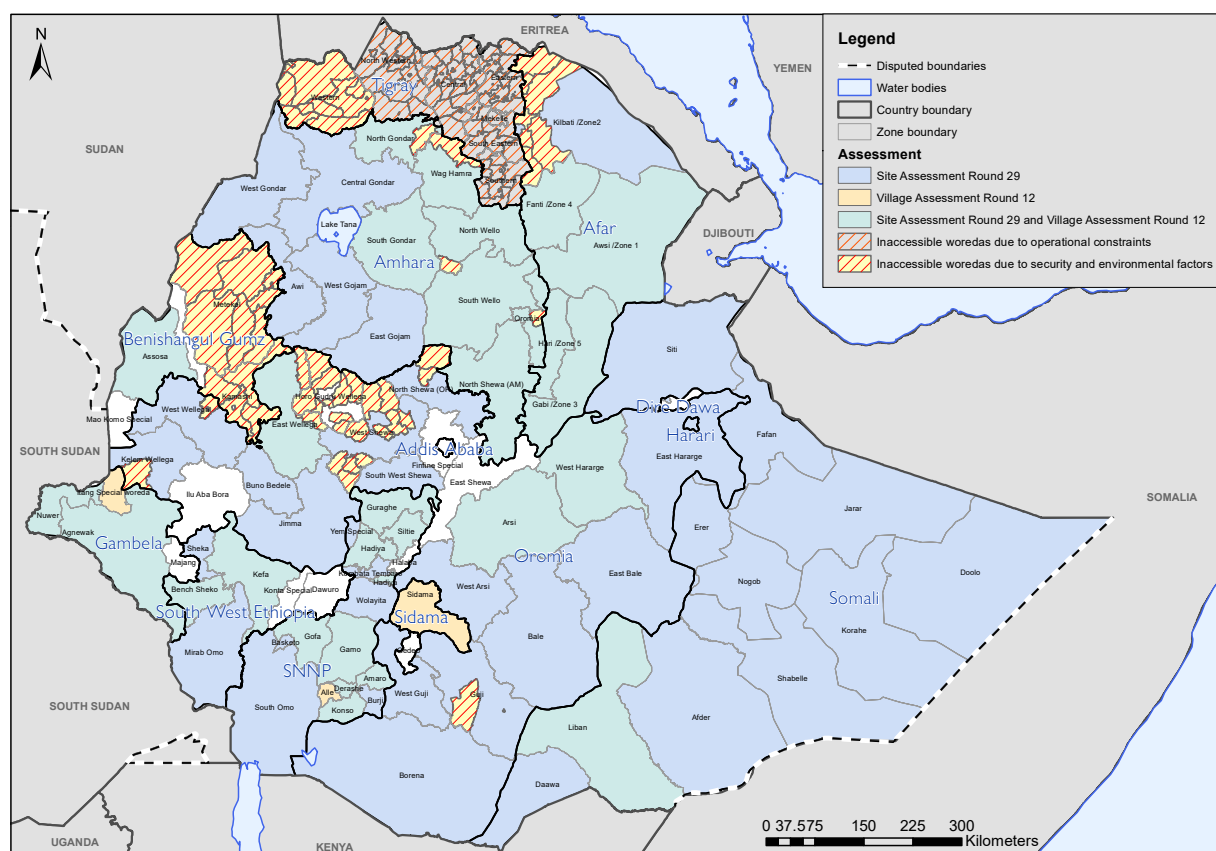 N
ERITREA
YEMEN
SUDAN
DJIBOUTI
SOUTH SUDAN
SOMALIA
SOUTH SUDAN
UGANDA
KENYA
Legend
Disputed boundaries
Water bodies
Country boundary
Zone boundary
Assessment
Site Assessment Round 29
Village Assessment Round 12
Site Assessment Round 29 and Village Assessment Round 12
Inaccessible woredas due to operational constraints
Inaccessible woredas due to security and environmental factors
North Western
Central
Eastern
Western
Tigray
Mekelle
South Eastern
Southern
Kilbati /Zone2
North Gondar
Wag Hamra
West Gondar
Central Gondar
Lake Tana
Fanti /Zone 4
Afar
Awsi /Zone 1
South Gondar
North Wello
Amhara
Awi
West Gojam
South Wello
Oromia
East Gojam
Hari /Zone 5
Metekel
Benishangul Gumz
Assosa
Kamashi
Siti
North Shewa (OR)
North Shewa (AM)
Gabi /Zone 3
Horo Gudru Wellega
Mao Komo Special
West Wellega
East Wellega
West Shewa
Dire Dawa
Harari
Fafan
Addis Ababa
Finfine Special
East Hararge
West Hararge
Kelem Wellega
South West Shewa
East Shewa
Itang Special woreda
Ilu Aba Bora
Buno Bedele
Jimma
Guraghe
Yem Special
Siltie
Hadiya
Halaba
Kembata Tembaro
Hadiya
Arsi
Erer
Jarar
Nuwer
Agnewak
Gambela
Sheka
Majang
Kefa
Bench Sheko
Konta Special
Dawuro
South West Ethiopia
Oromia
East Bale
West Arsi
Nogob
Somali
Doolo
Korahe
Wolayita
Sidama
Sidama
Mirab Omo
Basketo
Gofa
Gamo
SNNP
Gedeo
Bale
Shabelle
Amaro
Derashe
Alle
Konso
Burji
West Guji
Guji
South Omo
Liban
Afder
Borena
Daawa
0 37.575 150 225 300
Kilometers